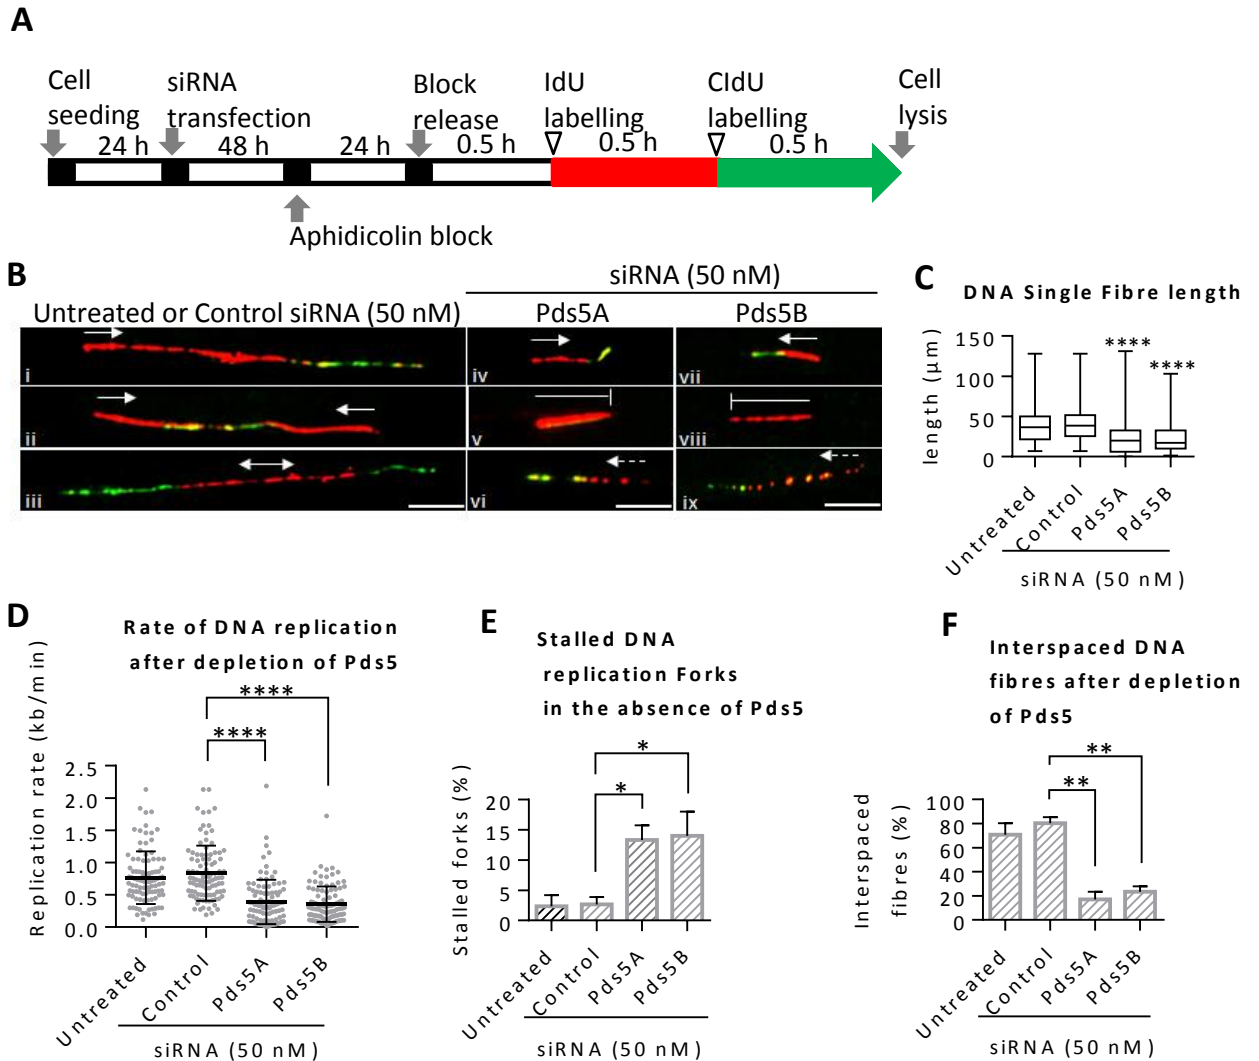 A
Cell
seeding
siRNA
transfection
Block
release
IdU
labelling
CldU
labelling
Cell
lysis
24 h
48 h
24 h
0.5 h
0.5 h
0.5 h
Aphidicolin block
B
siRNA (50 nM)
Untreated or Control siRNA (50 nM)
Pds5A
Pds5B
i
iv
vii
ii
v
viii
iii
vi
ix
C
DNA Single Fibre length
length (µm)
150
100
50
0
****
****
Untreated
Control
Pds5A
Pds5B
siRNA (50 nM)
D
Rate of DNA replication
after depletion of Pds5
Replication rate (kb/min)
2.5
2.0
1.5
1.0
0.5
0.0
****
****
Untreated
Control
Pds5A
Pds5B
siRNA (50 nM)
E
Stalled DNA
replication Forks
in the absence of Pds5
Stalled forks (%)
20
15
10
5
0
*
*
Untreated
Control
Pds5A
Pds5B
siRNA (50 nM)
F
Interspaced DNA
fibres after depletion
of Pds5
Interspaced
fibres (%)
100
80
60
40
20
0
**
**
Untreated
Control
Pds5A
Pds5B
siRNA (50 nM)